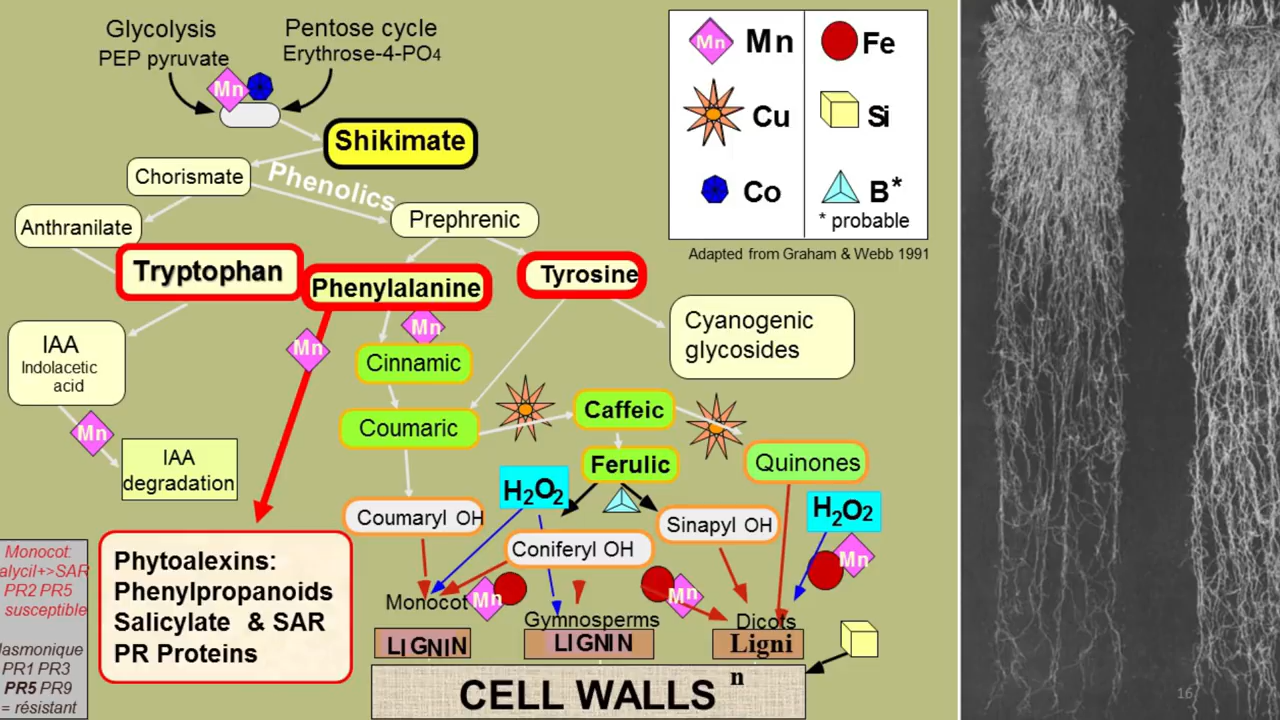 Glycolysis
PEP pyruvate
Pentose cycle
Erythrose-4-PO4
Mn
Shikimate
Chorismate
Phenolics
Prephrenic
Anthranilate
Tryptophan
Phenylalanine
Tyrosine
Mn
Mn
IAA
Indolacetic
acid
Cinnamic
Cyanogenic
glycosides
Mn
IAA
degradation
Coumaric
Caffeic
Ferulic
Quinones
H2O2
H2O2
Coumaryl OH
Sinapyl OH
Coniferyl OH
Mn
Monocot
Mn
Gymnosperms
Mn
Dicots
LIGNIN
LIGNIN
Ligni
n
CELL WALLS
Phytoalexins:
Phenylpropanoids
Salicylate & SAR
PR Proteins
Monocot:
alycil+>SAR
PR2 PR5
susceptible
lasmonique
PR1 PR3
PR5 PR9
= résistant
Mn Mn
Fe
Cu
Si
Co
B*
* probable
Adapted from Graham & Webb 1991
16